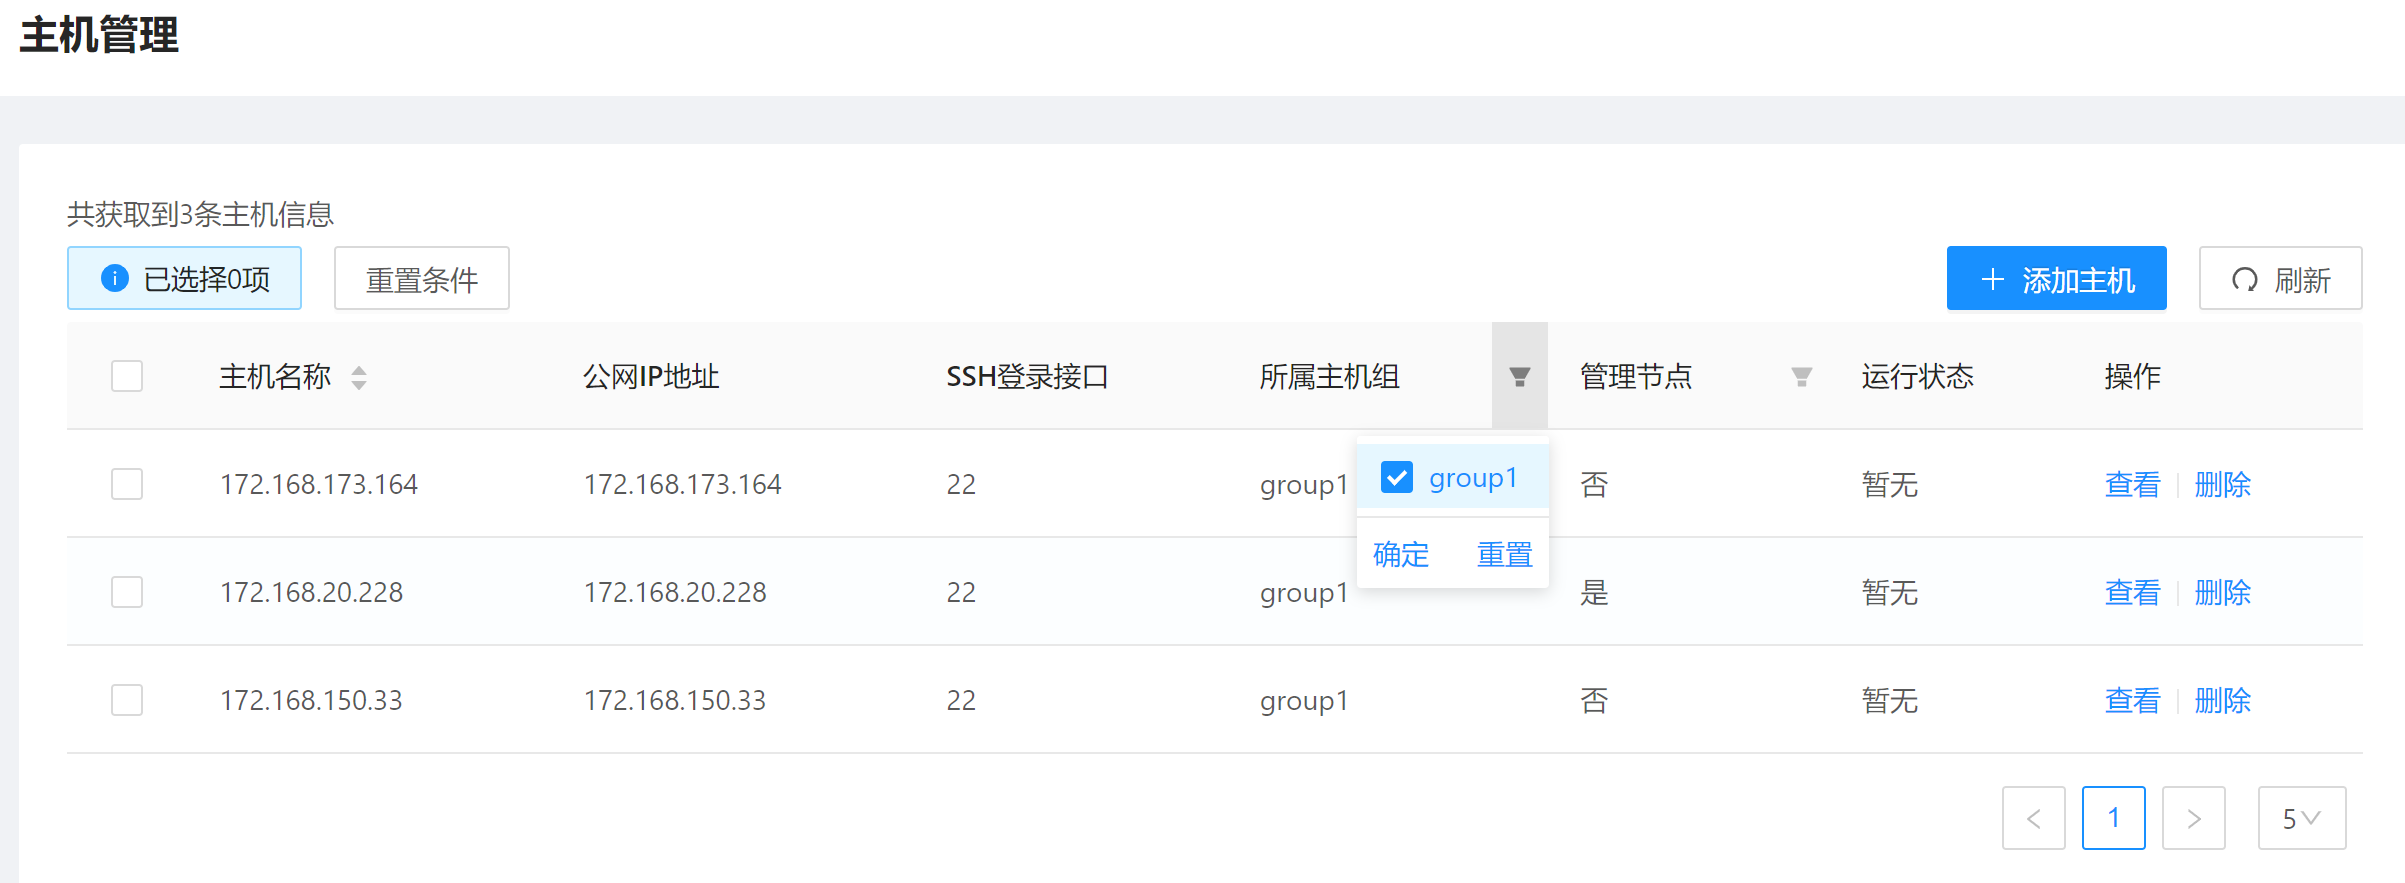 主机管理
共获取到3条主机信息
已选择0项 重置条件 添加主机 刷新
主机名称 公网IP地址 SSH登录接口 所属主机组 管理节点 运行状态 操作
172.168.173.164 172.168.173.164 22 group1 否 暂无 查看 删除
group1
确定 重置
172.168.20.228 172.168.20.228 22 group1 是 暂无 查看 删除
172.168.150.33 172.168.150.33 22 group1 否 暂无 查看 删除
1 5